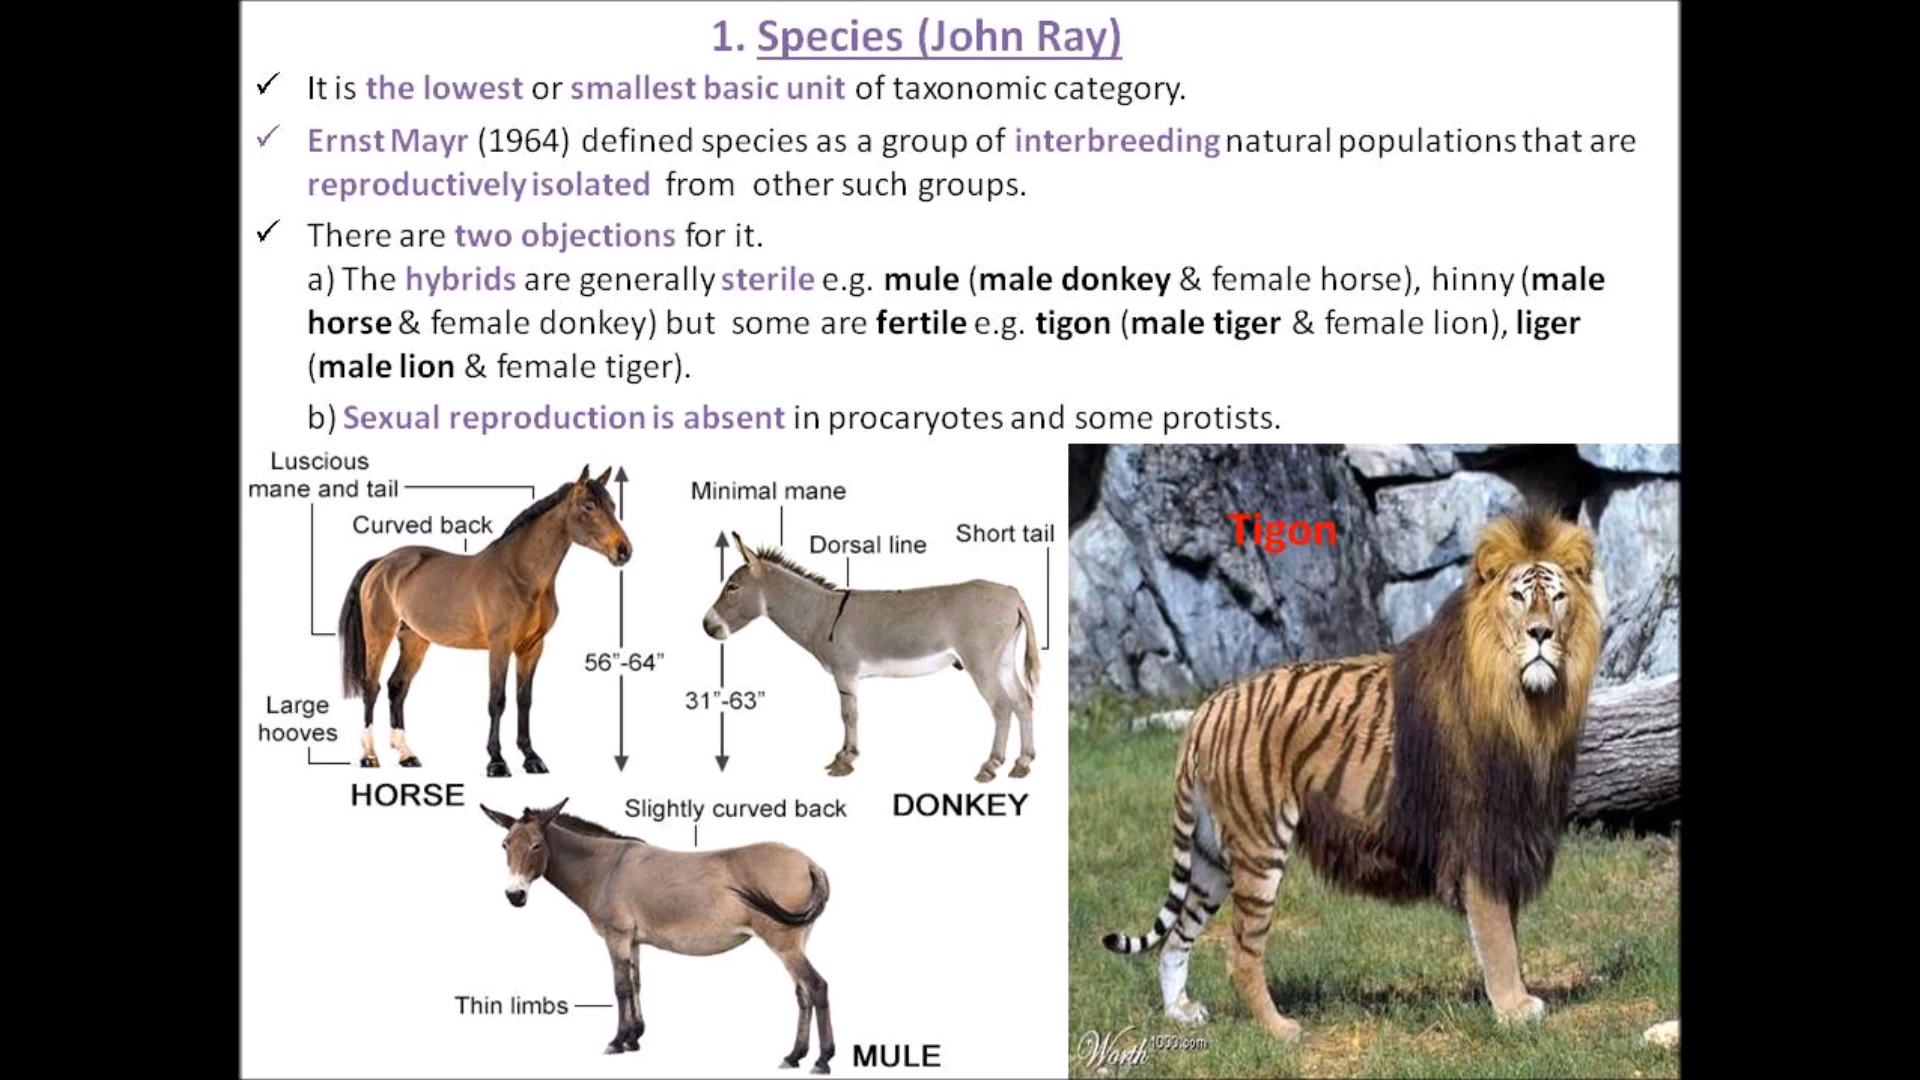 1. Species (John Ray)
✓ It is the lowest or smallest basic unit of taxonomic category.
✓ Ernst Mayr (1964) defined species as a group of interbreeding natural populations that are
reproductively isolated from other such groups.
✓ There are two objections for it.
a) The hybrids are generally sterile e.g. mule (male donkey & female horse), hinny (male
horse & female donkey) but some are fertile e.g. tigon (male tiger & female lion), liger
(male lion & female tiger).
b) Sexual reproduction is absent in procaryotes and some protists.
Luscious
mane and tail
Curved back
56”-64”
Large
hooves
HORSE
Minimal mane
Dorsal line
Short tail
31”-63”
DONKEY
Slightly curved back
Thin limbs
MULE
Tigon
Worth1000.com